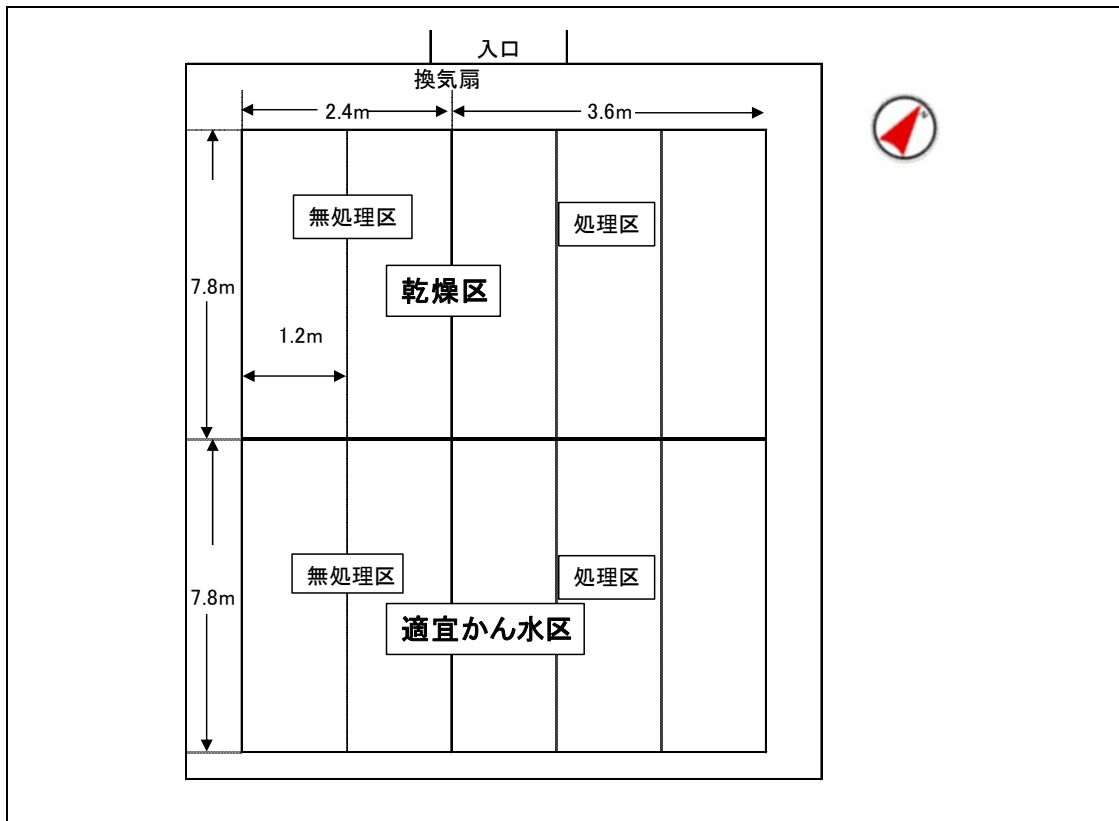 入口
換気扇
2.4m
3.6m
無処理区
処理区
乾燥区
7.8m
1.2m
無処理区
処理区
7.8m
適宜かん水区